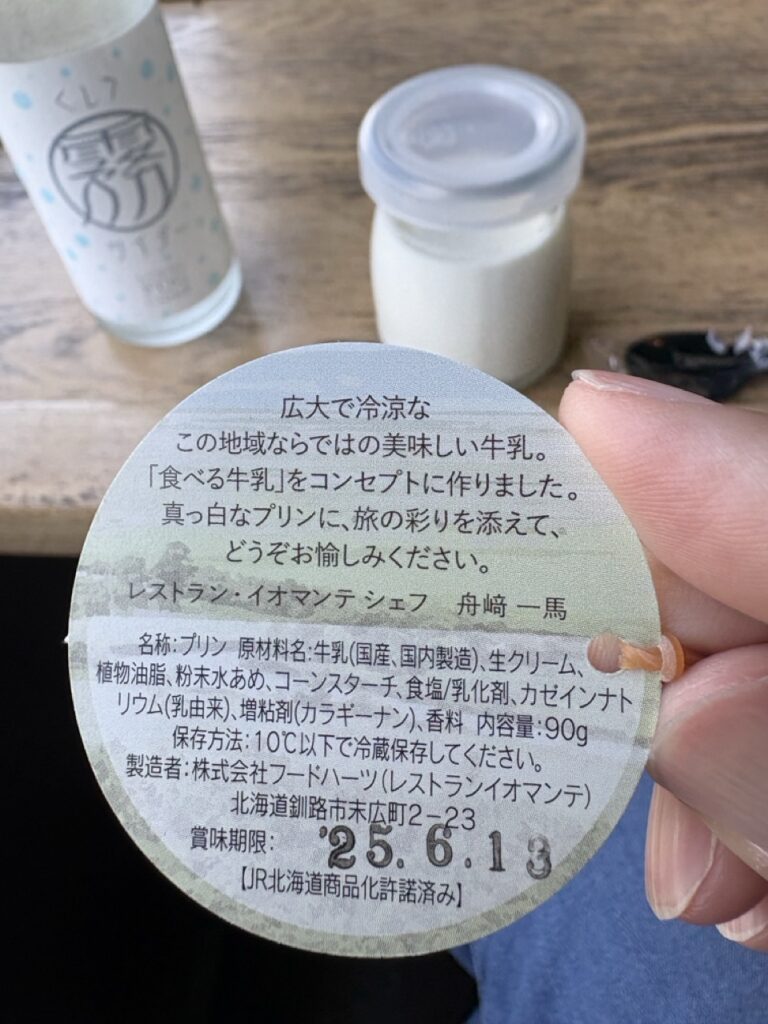 くしろ
霧
広大で冷涼な
この地域ならではの美味しい牛乳。
「食べる牛乳」をコンセプトに作りました。
真っ白なプリンに、旅の彩りを添えて、
どうぞお愉しみください。
レストラン・イオマンテ シェフ 舟﨑 一馬
名称:プリン 原材料名:牛乳(国産、国内製造)、生クリーム、
植物油脂、粉末水あめ、コーンスターチ、食塩/乳化剤、カゼインナト
リウム(乳由来)、増粘剤(カラギーナン)、香料 内容量:90g
保存方法:10℃以下で冷蔵保存してください。
製造者:株式会社フードハーツ(レストランイオマンテ)
北海道釧路市末広町2-23
賞味期限: '25.6.13
【JR北海道商品化許諾済み】